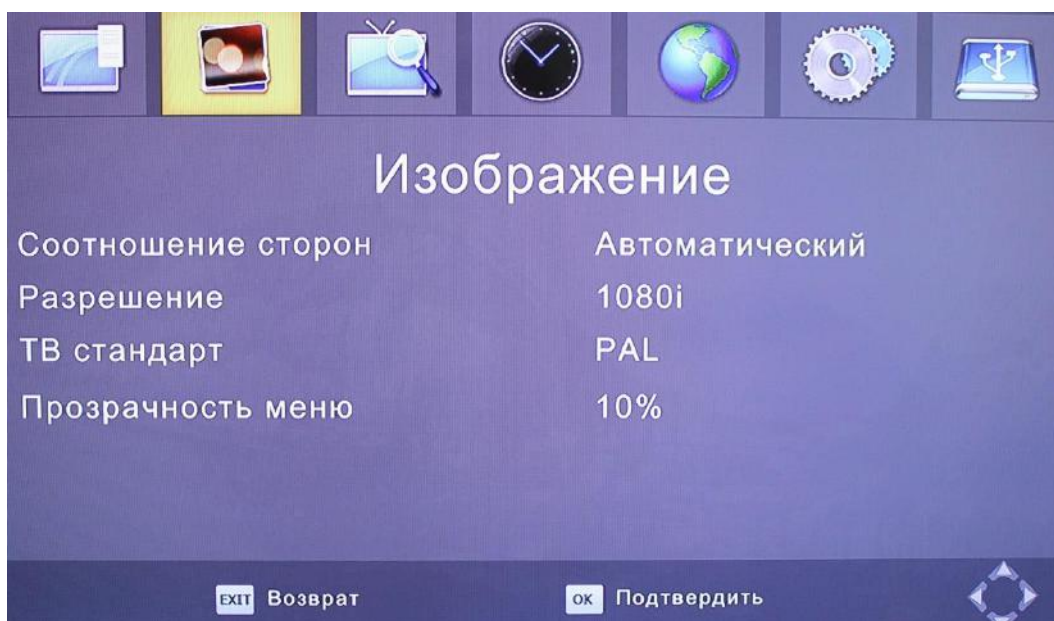 Изображение
Соотношение сторон Автоматический
Разрешение 1080i
ТВ стандарт PAL
Прозрачность меню 10%
EXIT Возврат OK Подтвердить